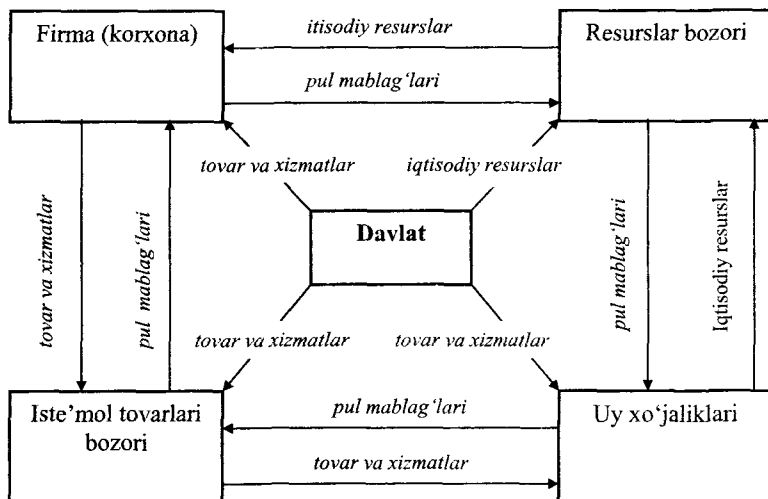 Firma (korxona)
itisodiy resurslar
Resurslar bozori
pul mablag‘lari
tovar va xizmatlar
iqtisodiy resurslar
tovar va xizmatlar
pul mablag‘lari
Davlat
pul mablag‘lari
Iqtisodiy resurslar
tovar va xizmatlar
tovar va xizmatlar
Iste’mol tovarlari
bozori
pul mablag‘lari
Uy xo‘jaliklari
tovar va xizmatlar